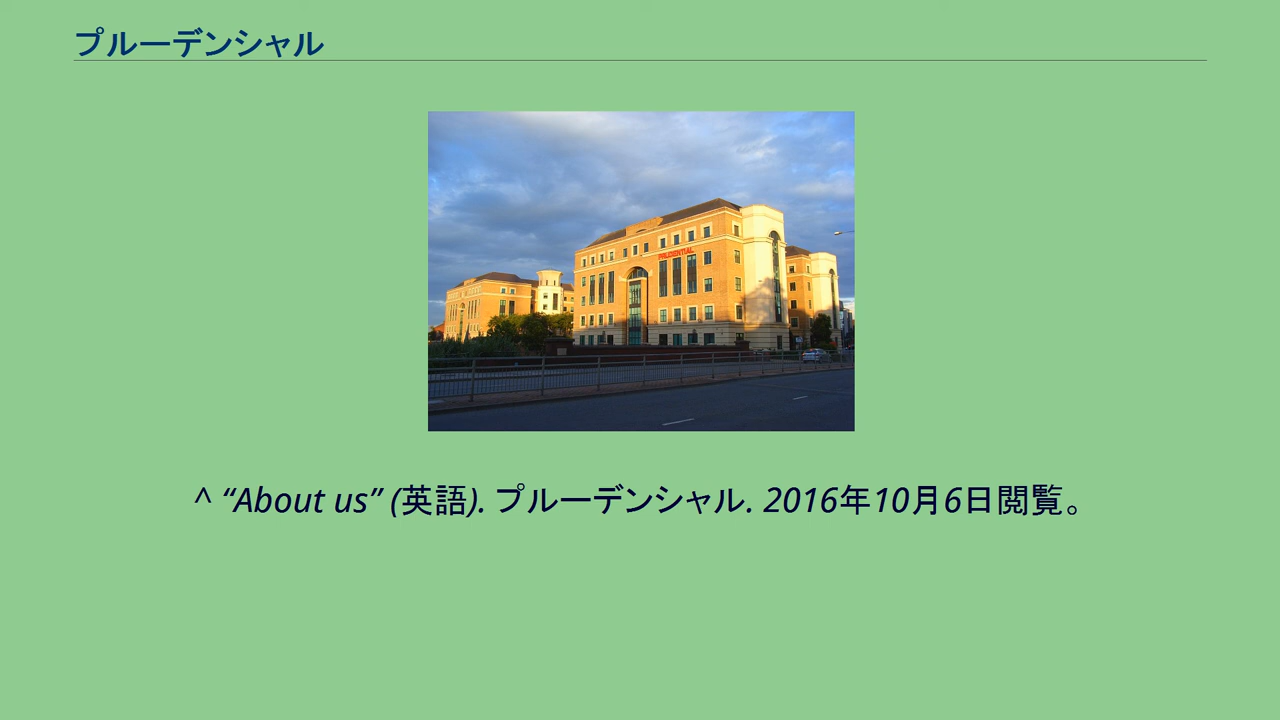 プルーデンシャル
PRUDENTIAL
^ “About us” (英語). プルーデンシャル. 2016年10月6日閲覧。